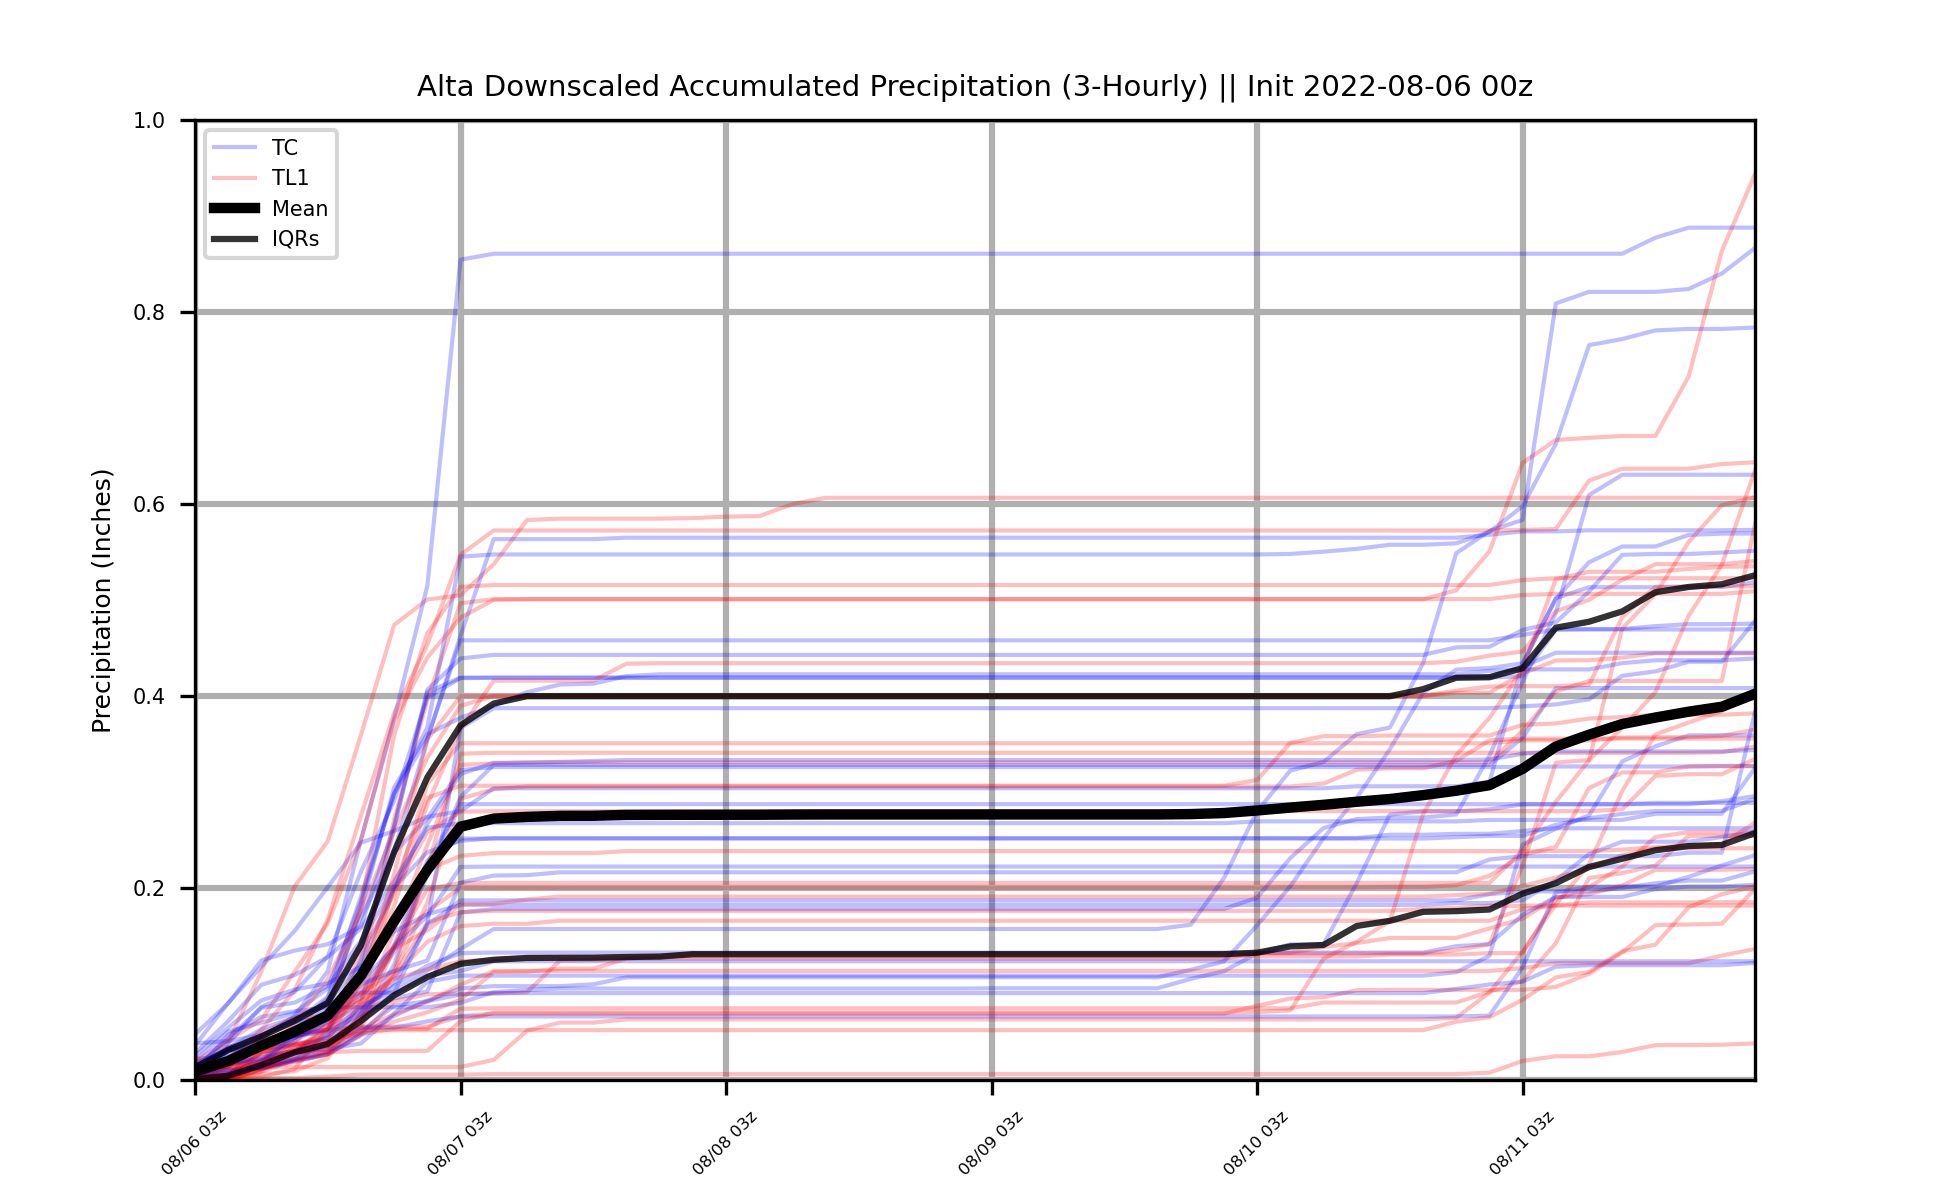 Alta Downscaled Accumulated Precipitation (3-Hourly) || Init 2022-08-06 00z
1.0
0.8
0.6
0.4
0.2
0.0
Precipitation (Inches)
TC
TL1
Mean
IQRs
08/06 03z
08/07 03z
08/08 03z
08/09 03z
08/10 03z
08/11 03z